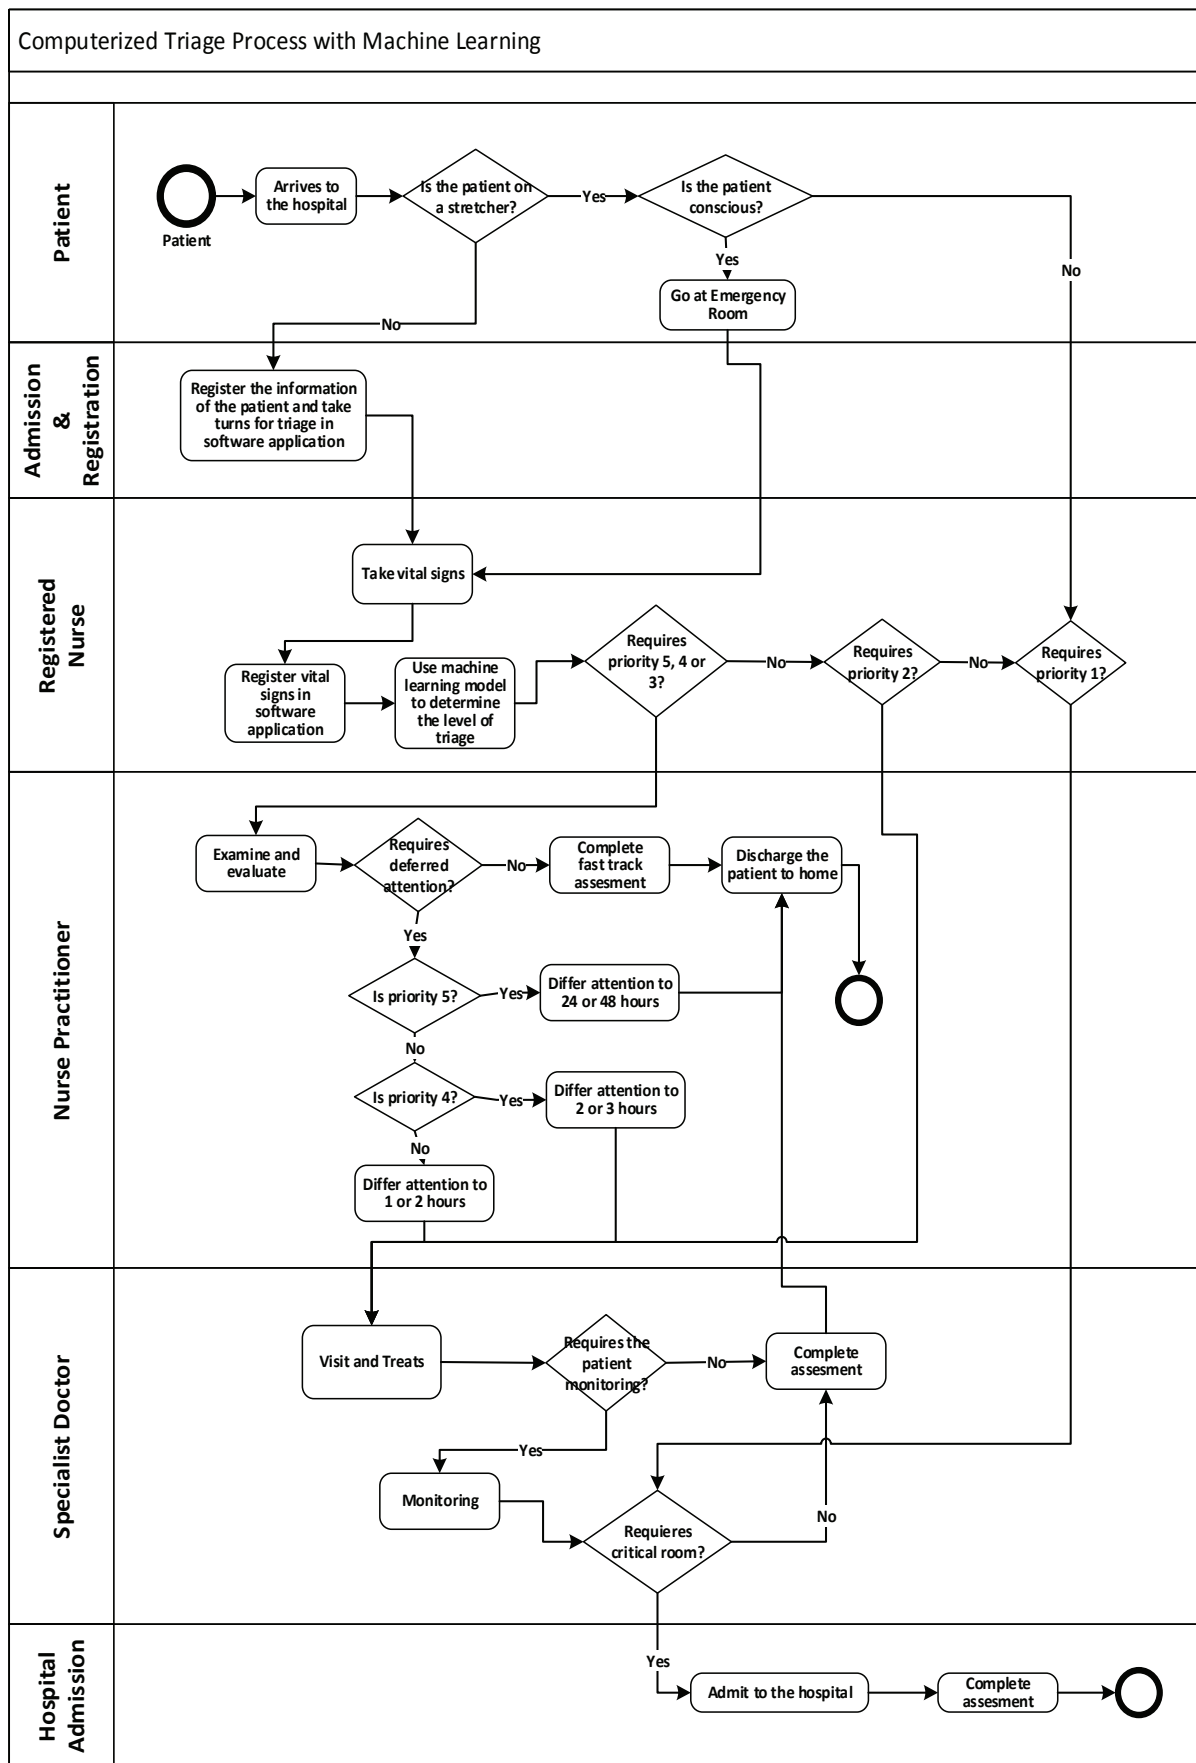 Computerized Triage Process with Machine Learning
Patient
Patient
Arrives to
the hospital
Is the patient on
a stretcher?
Yes
Is the patient
conscious?
Yes
No
Go at Emergency
Room
No
Admission
&
Registration
Register the information
of the patient and take
turns for triage in
software application
Registered
Nurse
Take vital signs
Register vital
signs in
software
application
Use machine
learning model
to determine
the level of
triage
Requires
priority 5, 4 or
3?
No
Requires
priority 2?
No
Requires
priority 1?
Nurse Practitioner
Examine and
evaluate
Requires
deferred
attention?
No
Complete
fast track
assesment
Discharge the
patient to home
Yes
Is priority 5?
Yes
Differ attention to
24 or 48 hours
No
Is priority 4?
Yes
Differ attention to
2 or 3 hours
No
Differ attention to
1 or 2 hours
Specialist Doctor
Visit and Treats
Requires the
patient
monitoring?
No
Complete
assesment
Yes
Monitoring
Requieres
critical room?
No
Yes
Hospital
Admission
Admit to the hospital
Complete
assesment